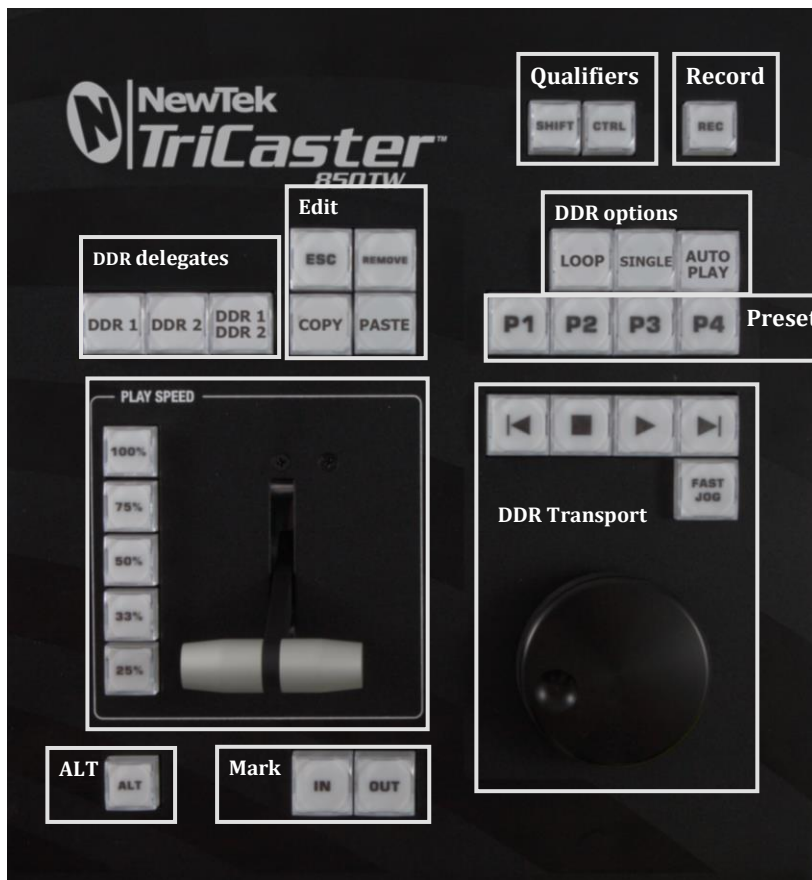 Qualifiers
Record
SHIFT
CTRL
REC
NewTek
TriCaster™
850TW
Edit
DDR options
DDR delegates
ESC
REMOVE
LOOP
SINGLE
AUTO
PLAY
DDR 1
DDR 2
DDR 1
DDR 2
COPY
PASTE
P1
P2
P3
P4
Preset
PLAY SPEED
100%
75%
50%
33%
25%
FAST
JOG
DDR Transport
ALT
ALT
Mark
IN
OUT